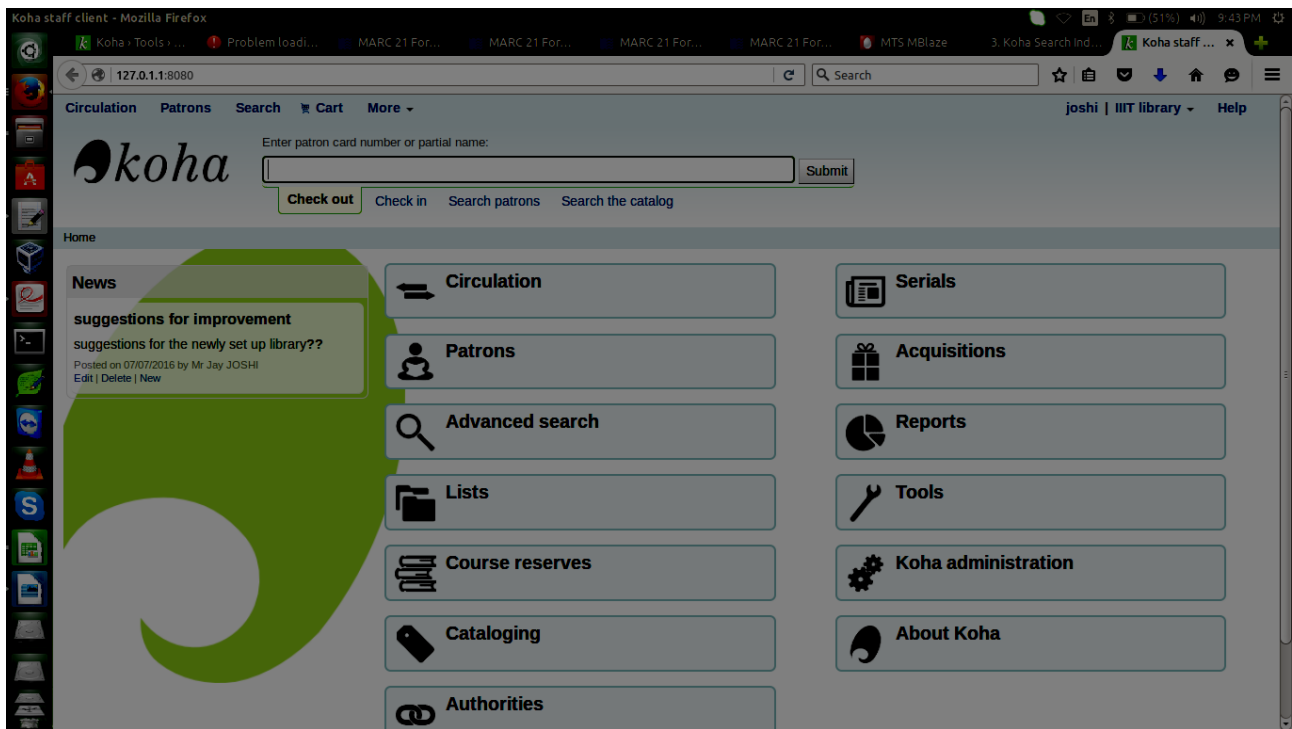 Koha staff client - Mozilla Firefox
En
(51%)
9:43 PM
Koha › Tools › ...
Problem loadi...
MARC 21 For...
MARC 21 For...
MARC 21 For...
MARC 21 For...
MTS MBlaze
3. Koha Search Ind...
Koha staff ...
127.0.1.1:8080
Search
Circulation Patrons Search Cart More
joshi | IIIT library Help
koha
Enter patron card number or partial name:
Submit
Check out Check in Search patrons Search the catalog
Home
News
suggestions for improvement
suggestions for the newly set up library??
Posted on 07/07/2016 by Mr Jay JOSHI
Edit | Delete | New
Circulation
Serials
Patrons
Acquisitions
Advanced search
Reports
Lists
Tools
Course reserves
Koha administration
Cataloging
About Koha
Authorities